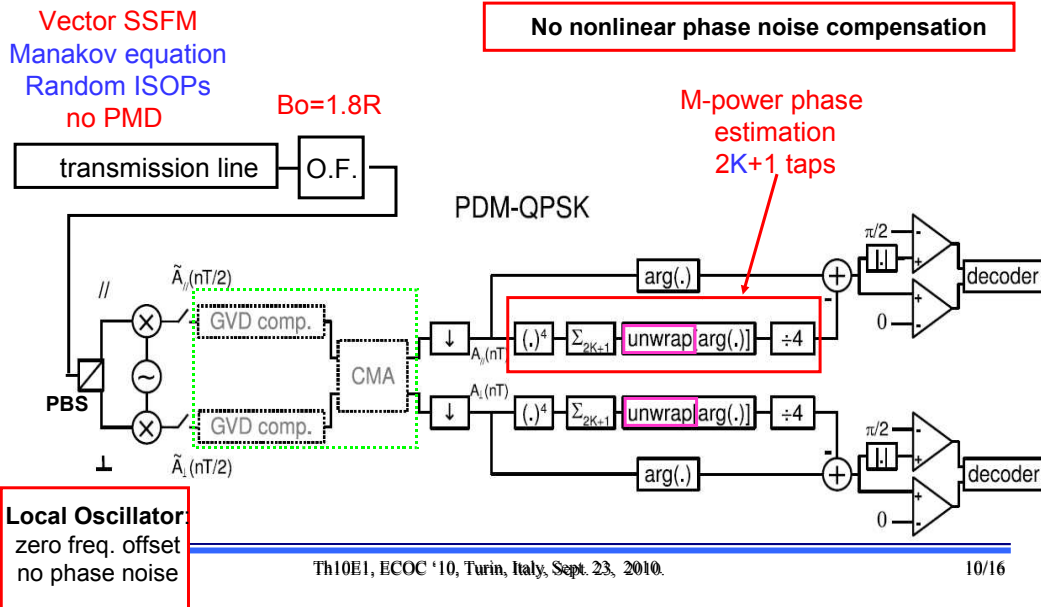 Vector SSFM
Manakov equation
Random ISOPs
no PMD
No nonlinear phase noise compensation
Bo=1.8R
M-power phase
estimation
2K+1 taps
transmission line
O.F.
PDM-QPSK
PBS
//
Ã//(nT/2)
GVD comp.
CMA
↓
A//(nT)
arg(.)
(.)⁴
Σ2K+1
unwrap[arg(.)]
÷4
+
-
π/2
|.|
-
+
+
-
0
decoder
~
⊥
Ã⊥(nT/2)
GVD comp.
↓
A⊥(nT)
(.)⁴
Σ2K+1
unwrap[arg(.)]
÷4
arg(.)
-
+
π/2
|.|
-
+
+
-
0
decoder
Local Oscillator:
zero freq. offset
no phase noise
Th10E1, ECOC '10, Turin, Italy, Sept. 23, 2010.
10/16